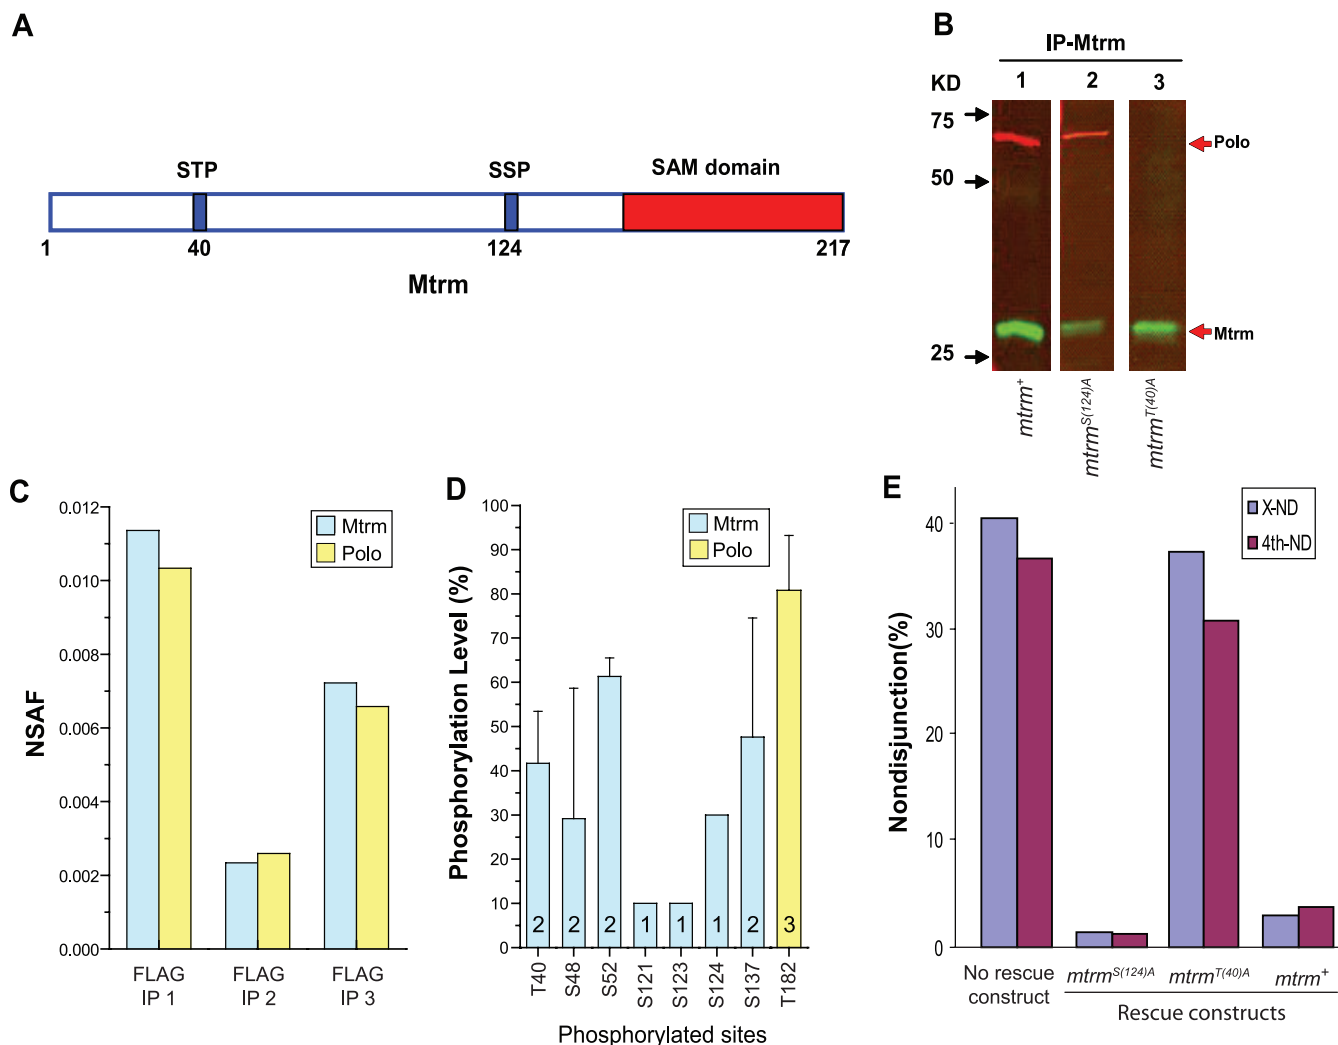 A
STP
SSP
SAM domain
1
40
124
217
Mtrm
B
IP-Mtrm
KD
1
2
3
75
50
25
Polo
Mtrm
mtrm+
mtrmS(124)A
mtrmT(40)A
C
NSAF
0.012
0.010
0.008
0.006
0.004
0.002
0.000
Mtrm
Polo
FLAG
IP 1
FLAG
IP 2
FLAG
IP 3
D
Phosphorylation Level (%)
100
90
80
70
60
50
40
30
20
10
0
Mtrm
Polo
2
2
2
1
1
1
2
3
T40
S48
S52
S121
S123
S124
S137
T182
Phosphorylated sites
E
Nondisjunction(%)
40
30
20
10
0
X-ND
4th-ND
No rescue
construct
mtrmS(124)A
mtrmT(40)A
mtrm+
Rescue constructs